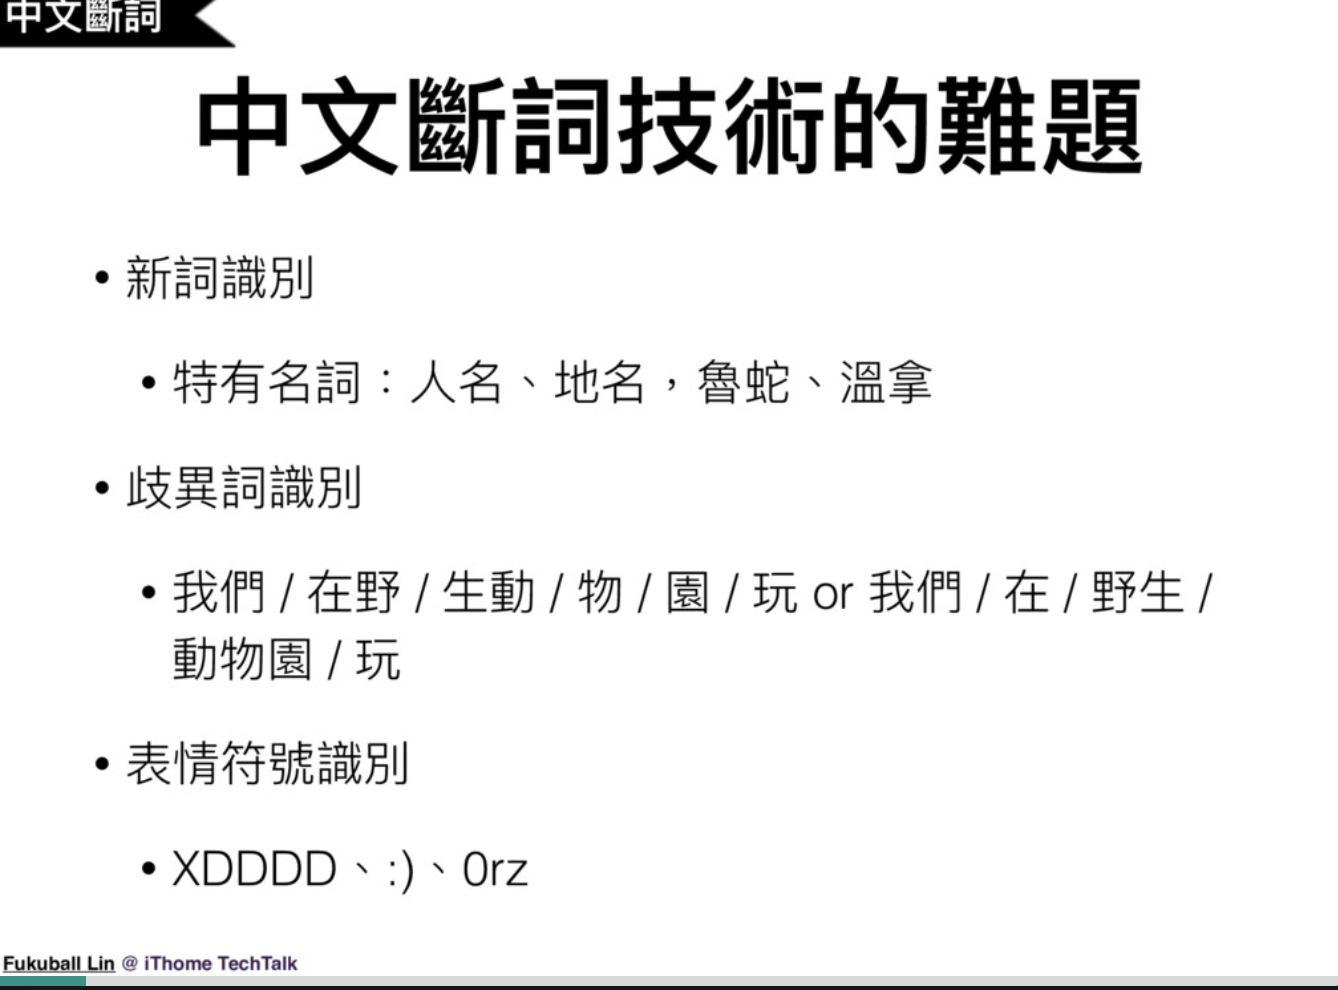 中文斷詞
中文斷詞技術的難題
• 新詞識別
• 特有名詞：人名、地名，魯蛇、溫拿
• 歧異詞識別
• 我們 / 在野 / 生動 / 物 / 園 / 玩 or 我們 / 在 / 野生 /
動物園 / 玩
• 表情符號識別
• XDDDD、:)、0rz
Fukuball Lin @ iThome TechTalk